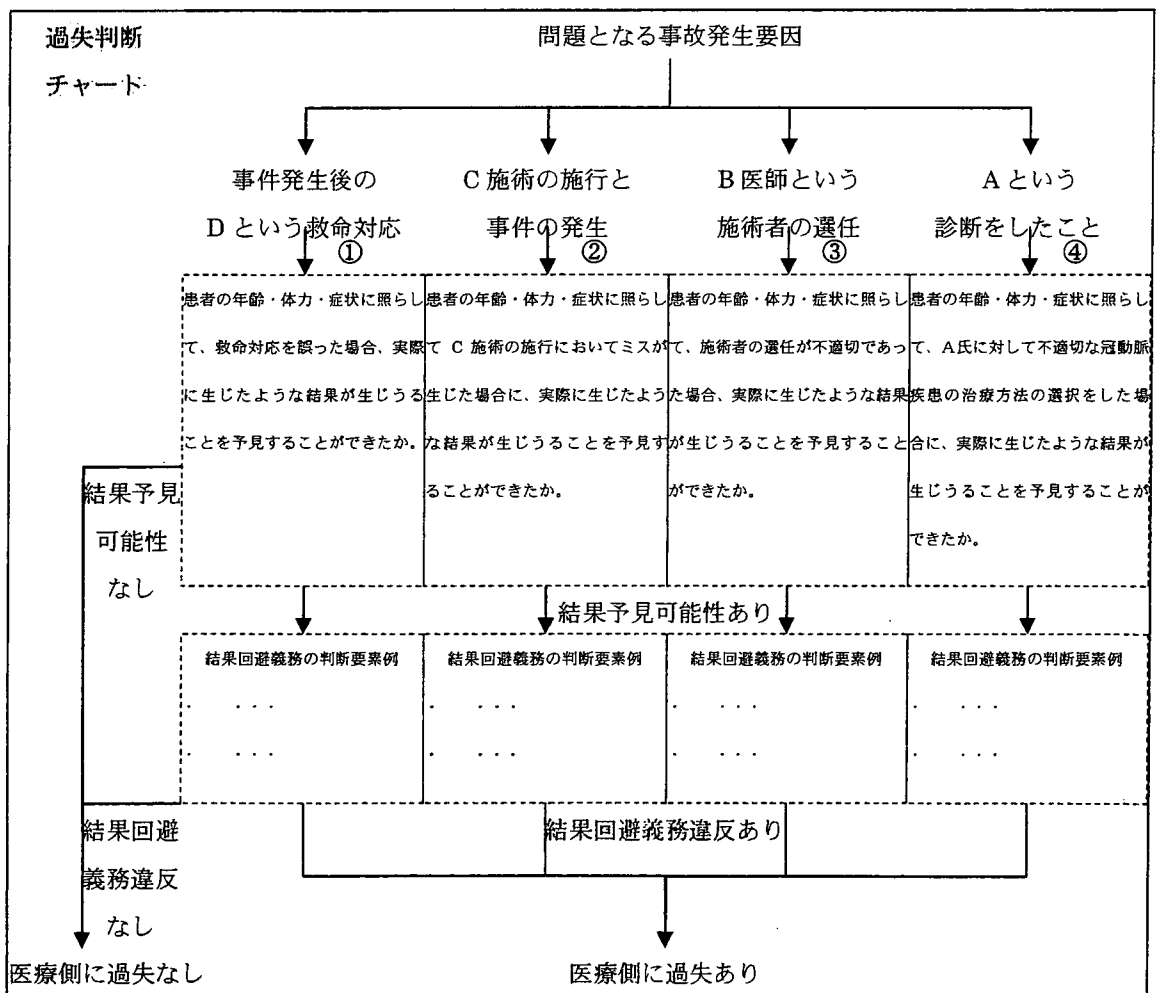 過失判断
チャート
問題となる事故発生要因
事件発生後の
Dという救命対応
①
C施術の施行と
事件の発生
②
B医師という
施術者の選任
③
Aという
診断をしたこと
④
患者の年齢・体力・症状に照らし
て、救命対応を誤った場合、実際
に生じたような結果が生じうる
ことを予見することができたか。
患者の年齢・体力・症状に照らし
て C 施術の施行においてミスが
生じた場合に、実際に生じたよう
な結果が生じうることを予見す
ることができたか。
患者の年齢・体力・症状に照らし
て、施術者の選任が不適切であっ
た場合、実際に生じたような結果
が生じうることを予見すること
ができたか。
患者の年齢・体力・症状に照らし
て、A氏に対して不適切な冠動脈
疾患の治療方法の選択をした場
合に、実際に生じたような結果が
生じうることを予見することが
できたか。
結果予見
可能性
なし
結果予見可能性あり
結果回避義務の判断要素例
・ ・・・
・ ・・・
結果回避義務の判断要素例
・ ・・・
・ ・・・
結果回避義務の判断要素例
・ ・・・
・ ・・・
結果回避義務の判断要素例
・ ・・・
・ ・・・
結果回避
義務違反
なし
結果回避義務違反あり
医療側に過失なし
医療側に過失あり